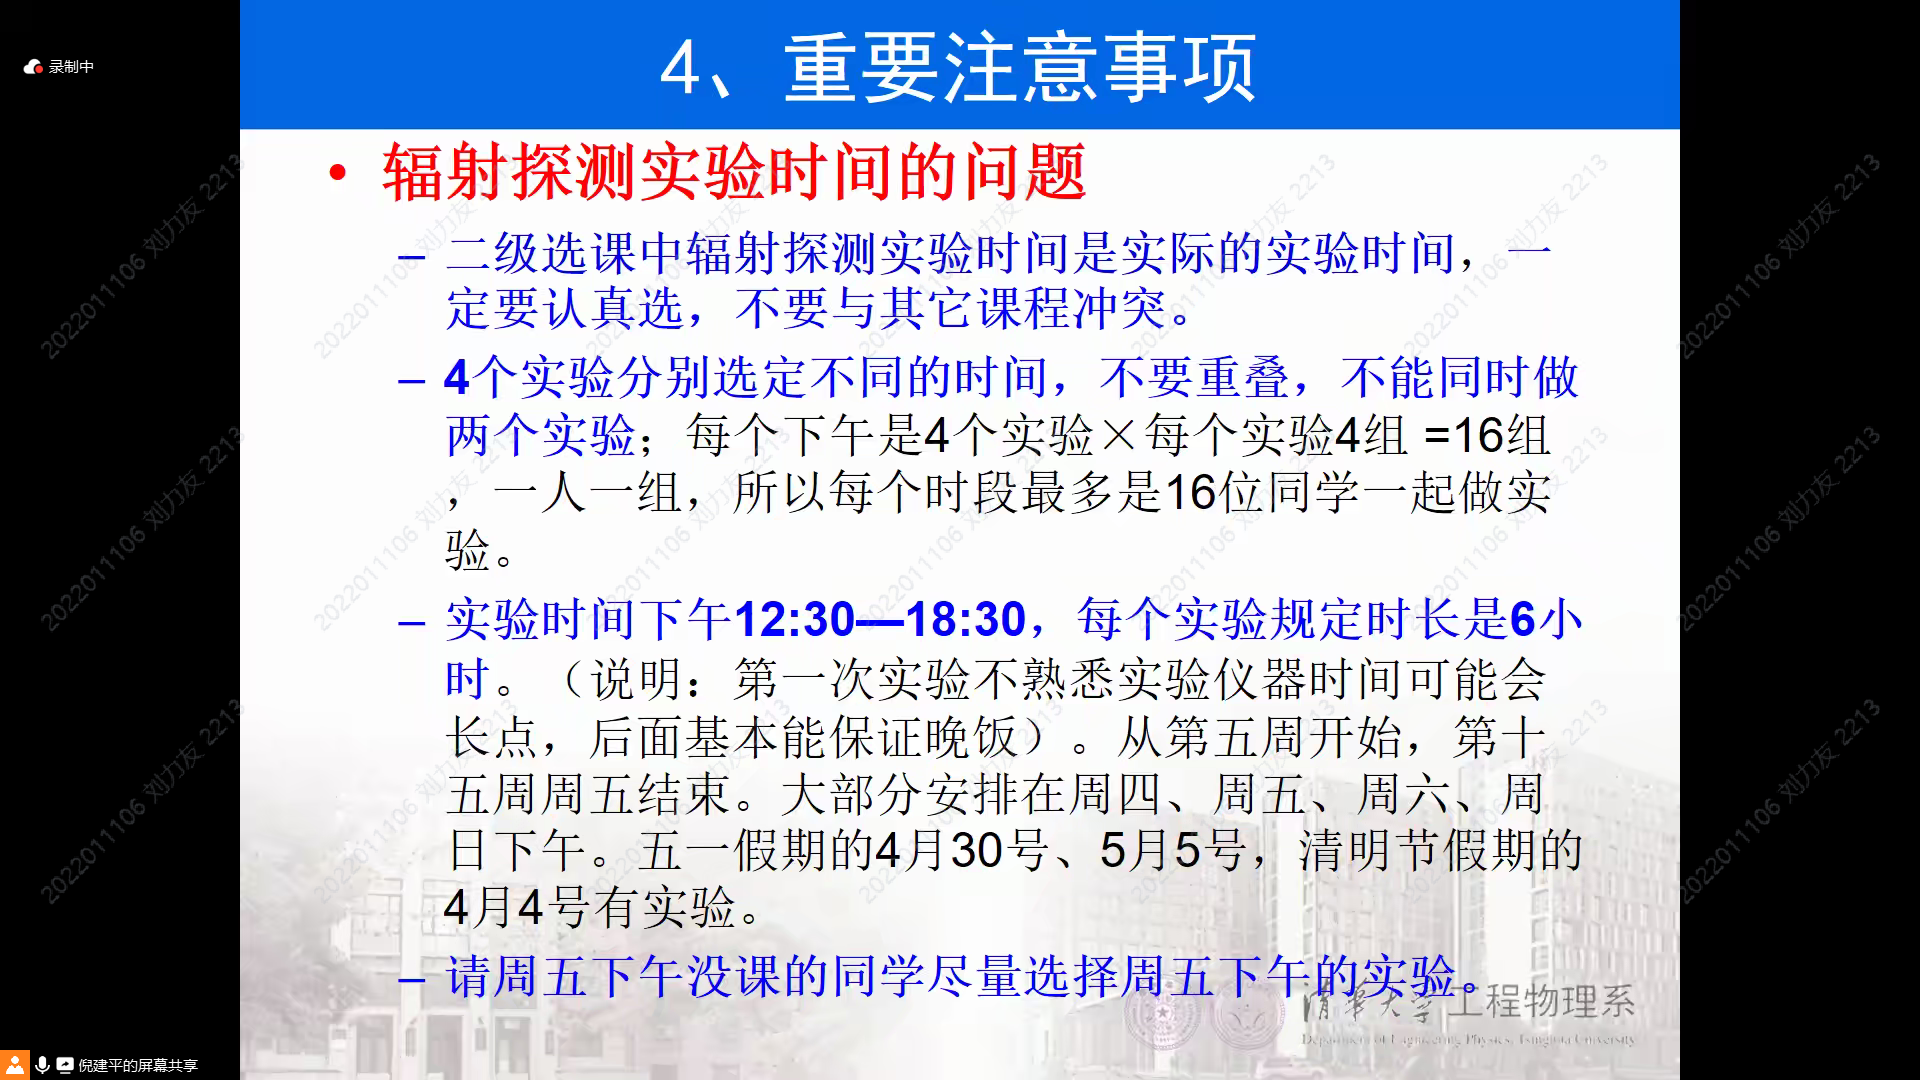 录制中
4、重要注意事项
• 辐射探测实验时间的问题
– 二级选课中辐射探测实验时间是实际的实验时间，一
定要认真选，不要与其它课程冲突。
– 4个实验分别选定不同的时间，不要重叠，不能同时做
两个实验；每个下午是4个实验×每个实验4组 =16组
，一人一组，所以每个时段最多是16位同学一起做实
验。
– 实验时间下午12:30—18:30，每个实验规定时长是6小
时。（说明：第一次实验不熟悉实验仪器时间可能会
长点，后面基本能保证晚饭）。从第五周开始，第十
五周周五结束。大部分安排在周四、周五、周六、周
日下午。五一假期的4月30号、5月5号，清明节假期的
4月4号有实验。
– 请周五下午没课的同学尽量选择周五下午的实验。
清华大学工程物理系
Department of Engineering Physics, Tsinghua University
倪建平的屏幕共享
2022011106 刘力友 2213